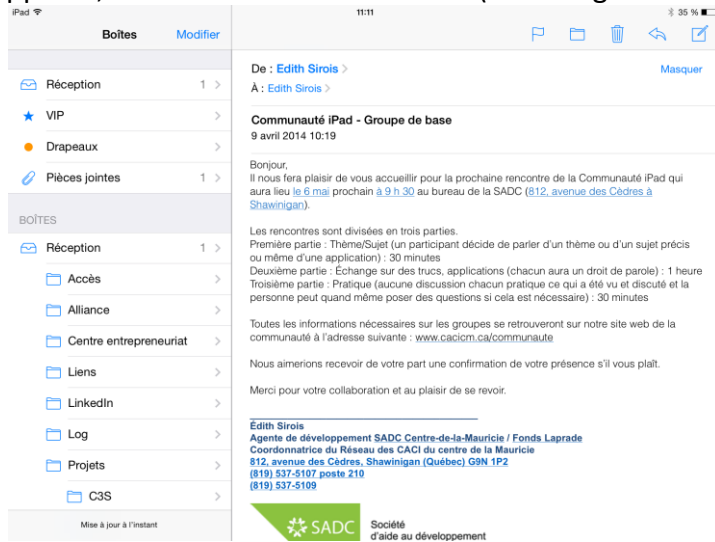 iPad
11:11
35 %
Boîtes
Modifier
Réception 1
VIP
Drapeaux
Pièces jointes 1
BOÎTES
Réception 1
Accès
Alliance
Centre entrepreneuriat
Liens
LinkedIn
Log
Projets
C3S
Mise à jour à l'instant
De : Edith Sirois
Masquer
À : Edith Sirois
Communauté iPad - Groupe de base
9 avril 2014 10:19
Bonjour,
Il nous fera plaisir de vous accueillir pour la prochaine rencontre de la Communauté iPad qui
aura lieu le 6 mai prochain à 9 h 30 au bureau de la SADC (812, avenue des Cèdres à
Shawinigan).
Les rencontres sont divisées en trois parties.
Première partie : Thème/Sujet (un participant décide de parler d'un thème ou d'un sujet précis
ou même d'une application) : 30 minutes
Deuxième partie : Échange sur des trucs, applications (chacun aura un droit de parole) : 1 heure
Troisième partie : Pratique (aucune discussion chacun pratique ce qui a été vu et discuté et la
personne peut quand même poser des questions si cela est nécessaire) : 30 minutes
Toutes les informations nécessaires sur les groupes se retrouveront sur notre site web de la
communauté à l'adresse suivante : www.cacicm.ca/communaute
Nous aimerions recevoir de votre part une confirmation de votre présence s'il vous plaît.
Merci pour votre collaboration et au plaisir de se revoir.
Édith Sirois
Agente de développement SADC Centre-de-la-Mauricie / Fonds Laprade
Coordonnatrice du Réseau des CACI du centre de la Mauricie
812, avenue des Cèdres, Shawinigan (Québec) G9N 1P2
(819) 537-5107 poste 210
(819) 537-5109
SADC
Société
d'aide au développement